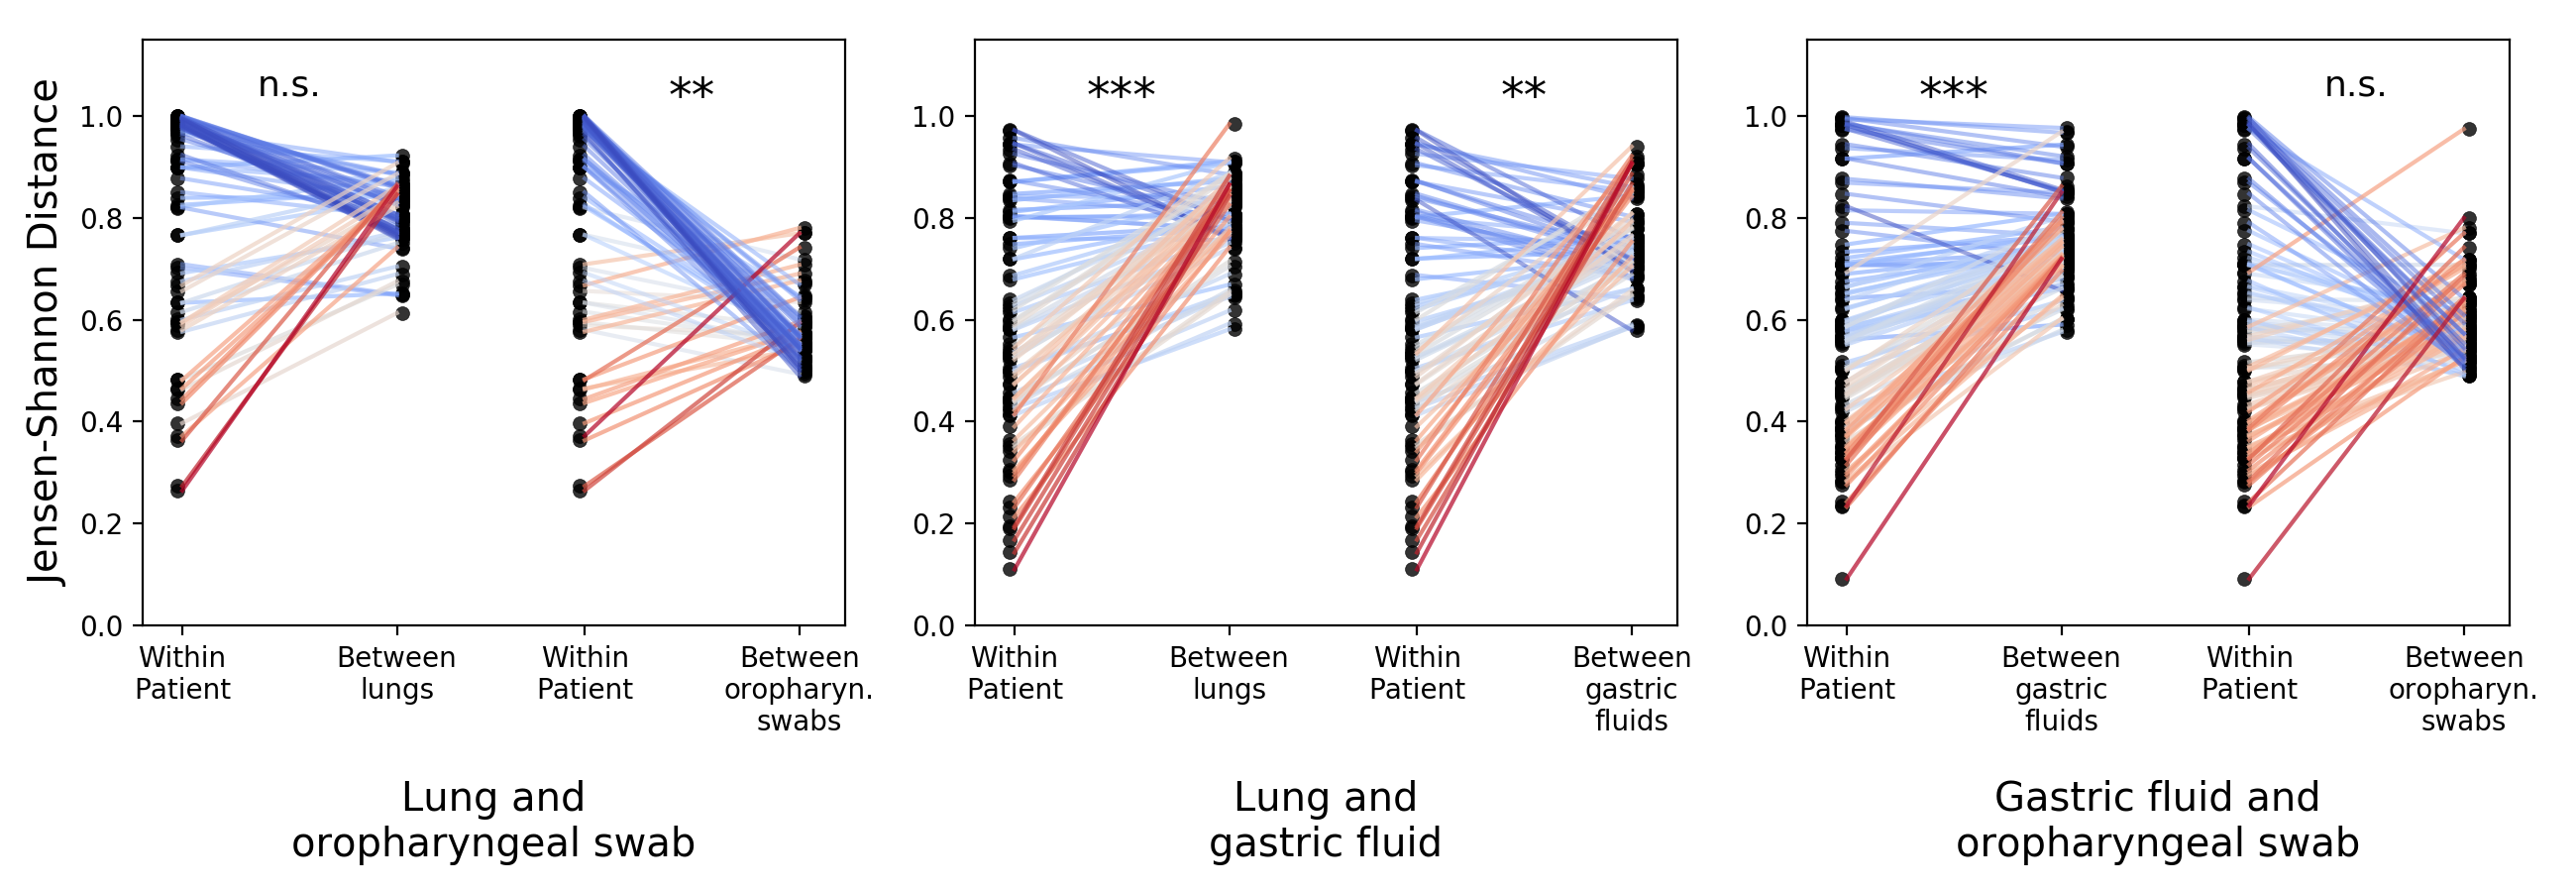 Jensen-Shannon Distance
1.0
0.8
0.6
0.4
0.2
0.0
n.s.
**
Within
Patient
Between
lungs
Within
Patient
Between
oropharyn.
swabs
Lung and
oropharyngeal swab
1.0
0.8
0.6
0.4
0.2
0.0
***
**
Within
Patient
Between
lungs
Within
Patient
Between
gastric
fluids
Lung and
gastric fluid
1.0
0.8
0.6
0.4
0.2
0.0
***
n.s.
Within
Patient
Between
gastric
fluids
Within
Patient
Between
oropharyn.
swabs
Gastric fluid and
oropharyngeal swab